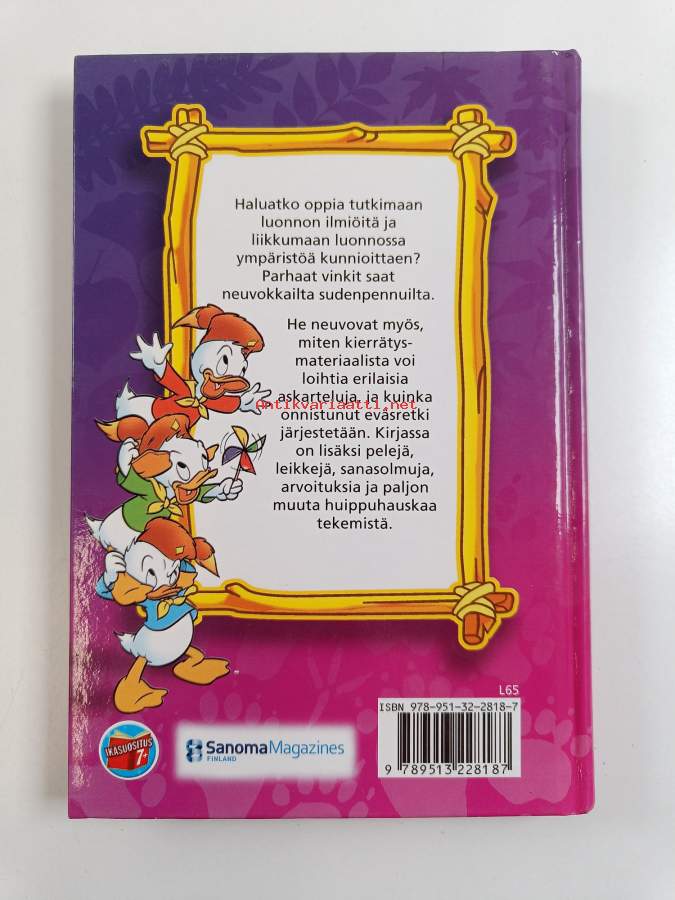 Haluatko oppia tutkimaan
luonnon ilmiöitä ja
liikkumaan luonnossa
ympäristöä kunnioittaen?
Parhaat vinkit saat
neuvokkailta sudenpennuilta.
He neuvovat myös,
miten kierrätys-
materiaalista voi
loihtia erilaisia
askarteluja, ja kuinka
Antikvariaatti.net
onnistunut eväsretki
järjestetään. Kirjassa
on lisäksi pelejä,
leikkejä, sanasolmuja,
arvoituksia ja paljon
muuta huippuhauskaa
tekemistä.
L65
ISBN 978-951-32-2818-7
9 789513 228187
IKÄSUOSITUS
7+
SanomaMagazines
FINLAND